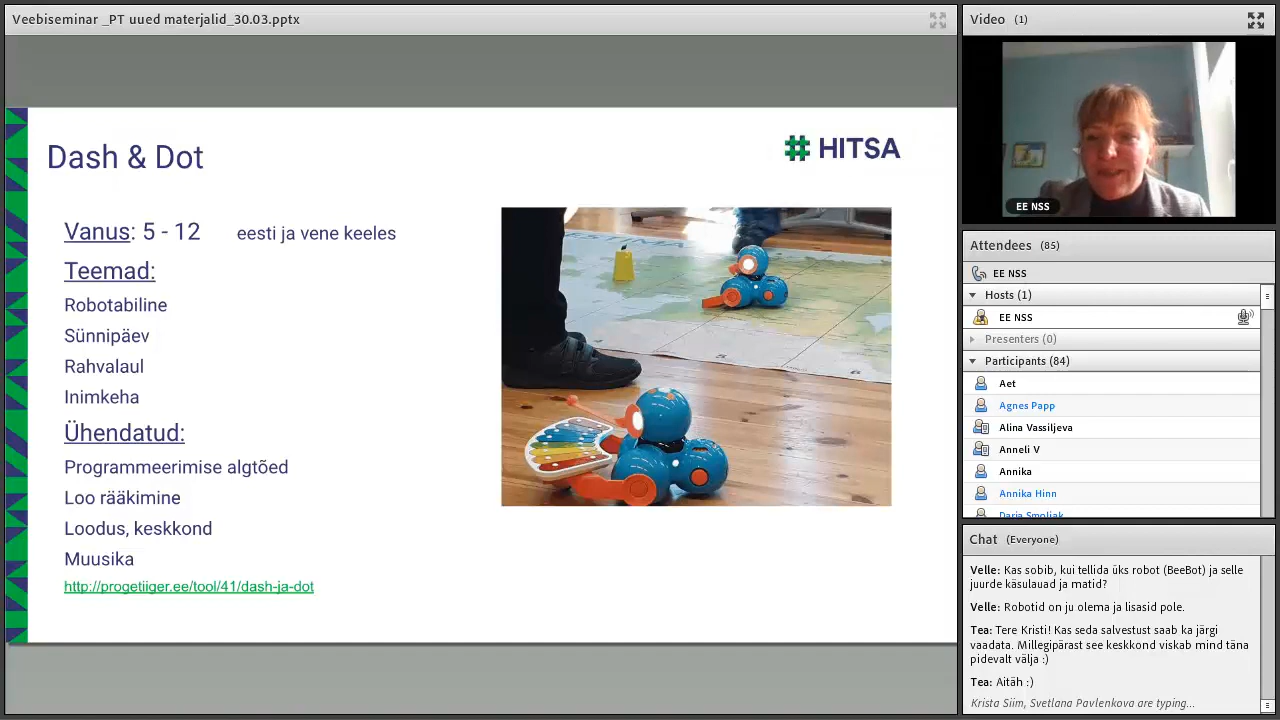 Veebiseminar _PT uued materjalid_30.03.pptx
Dash & Dot
# HITSA
Vanus: 5 - 12 eesti ja vene keeles
Teemad:
Robotabiline
Sünnipäev
Rahvalaul
Inimkeha
Ühendatud:
Programmeerimise algtõed
Loo rääkimine
Loodus, keskkond
Muusika
http://progetiiger.ee/tool/41/dash-ja-dot
Video (1)
EE NSS
Attendees (85)
EE NSS
Hosts (1)
EE NSS
Presenters (0)
Participants (84)
Aet
Agnes Papp
Alina Vassiljeva
Anneli V
Annika
Annika Hinn
Darja Smoljak
Chat (Everyone)
Velle: Kas sobib, kui tellida üks robot (BeeBot) ja selle
juurde käsulauad ja matid?
Velle: Robotid on ju olema ja lisasid pole.
Tea: Tere Kristi! Kas seda salvestust saab ka järgi
vaadata. Millegipärast see keskkond viskab mind täna
pidevalt välja :)
Tea: Aitäh :)
Krista Siim, Svetlana Pavlenkova are typing...